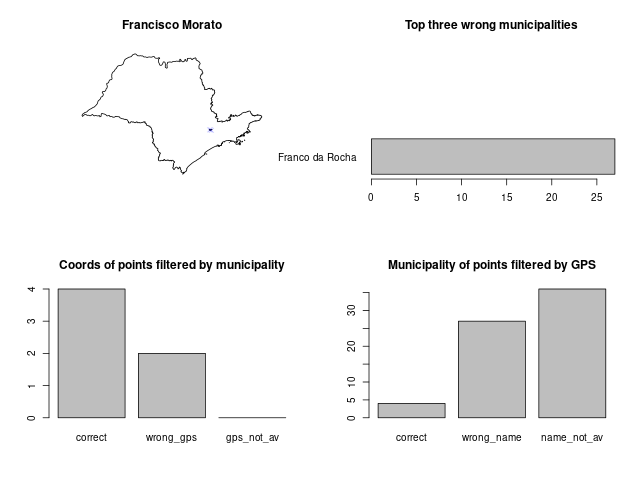 Francisco Morato
Top three wrong municipalities
Franco da Rocha
0 5 10 15 20 25
Coords of points filtered by municipality
4
3
2
1
0
correct wrong_gps gps_not_av
Municipality of points filtered by GPS
30
20
10
5
0
correct wrong_name name_not_av